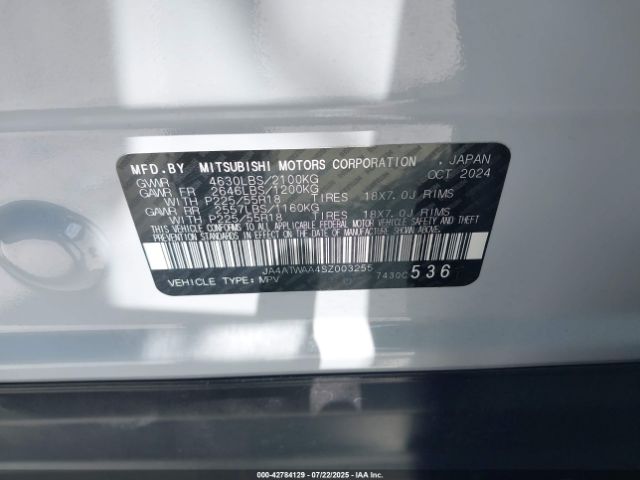 MFD.BY MITSUBISHI MOTORS CORPORATION , JAPAN
GVWR 4630LBS/2100KG OCT 2024
GAWR FR 2646LBS/1200KG
WITH P225/55R18 TIRES 18X7.0J RIMS
GAWR RR 2557LBS/1160KG
WITH P225/55R18 TIRES 18X7.0J RIMS
THIS VEHICLE CONFORMS TO ALL APPLICABLE FEDERAL MOTOR VEHICLE SAFETY, BUMPER AND THEFT
PREVENTION STANDARDS IN EFFECT ON THE DATE OF MANUFACTURE SHOWN ABOVE.
JA4ATWAA4SZ003255
VEHICLE TYPE: MPV 7430C 536
000-42784129 - 07/22/2025 - IAA Inc.